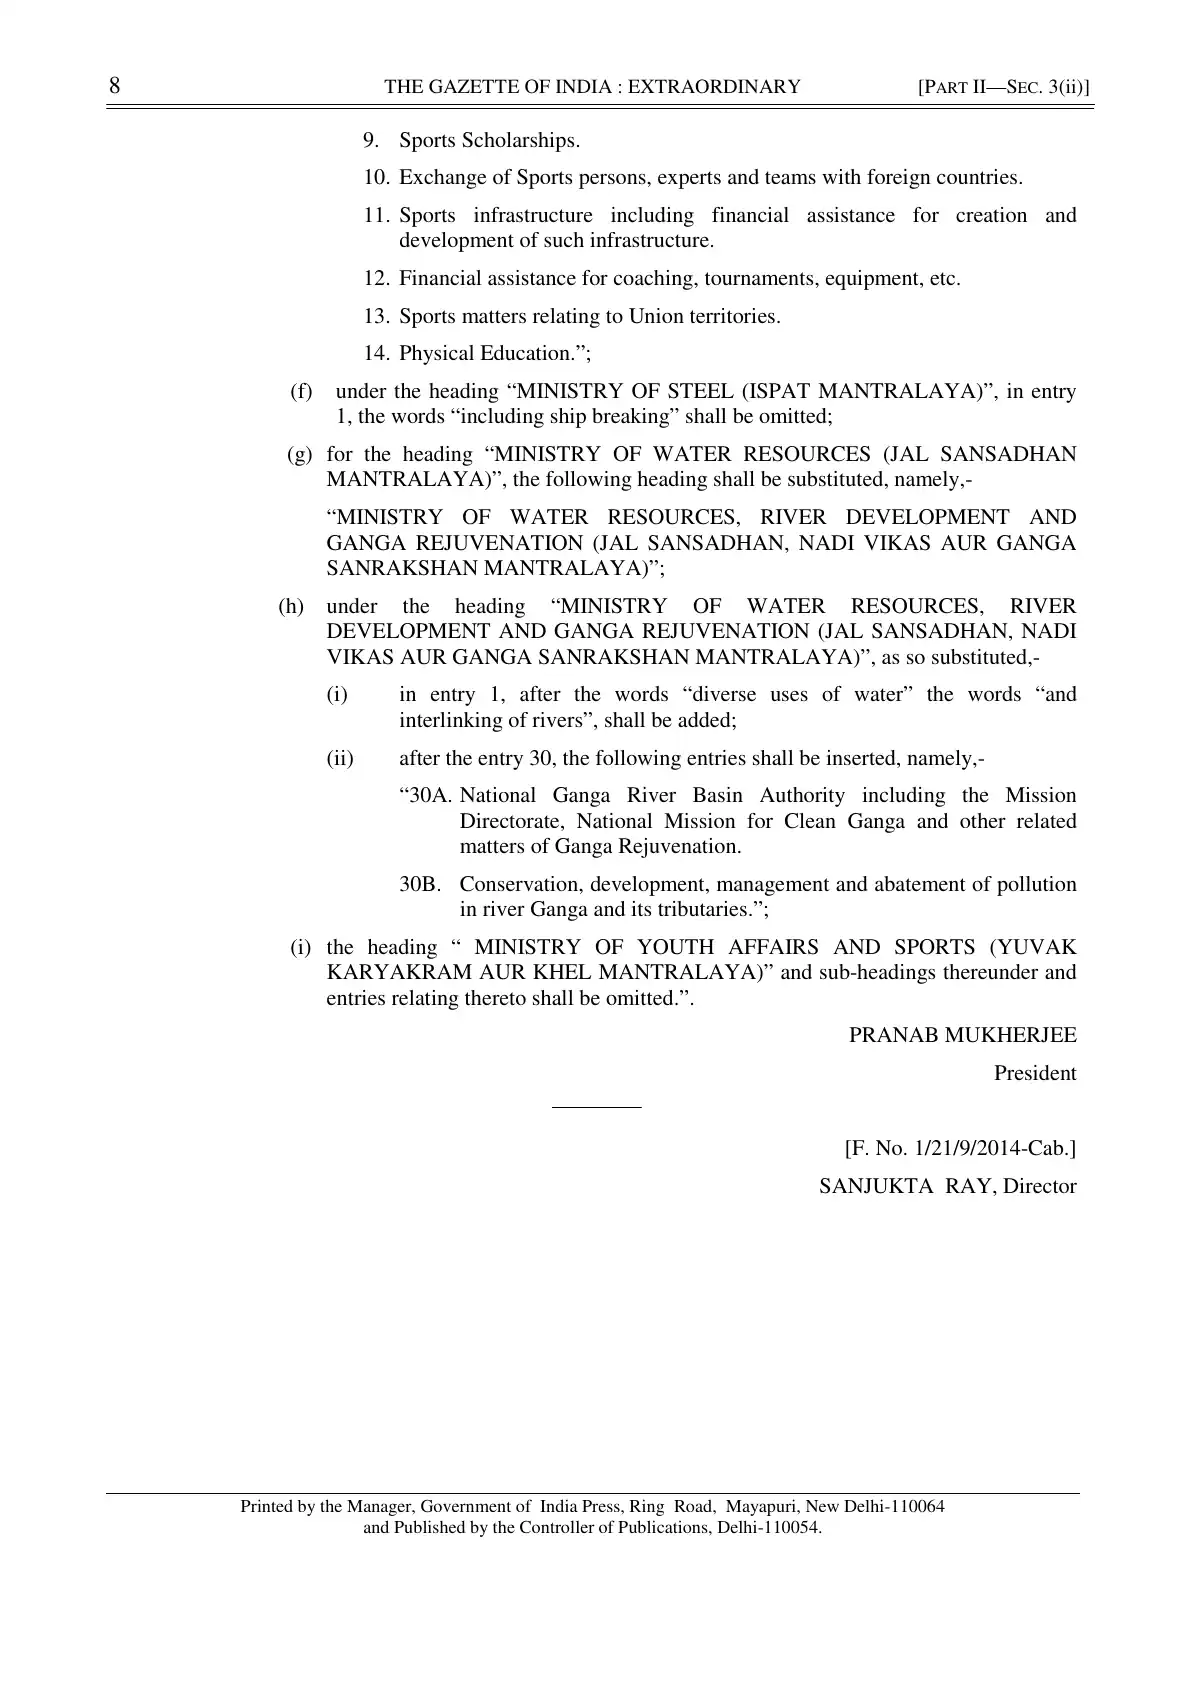 8 THE GAZETTE OF INDIA : EXTRAORDINARY [PART II—SEC. 3(ii)]
9. Sports Scholarships.
10. Exchange of Sports persons, experts and teams with foreign countries.
11. Sports infrastructure including financial assistance for creation and
development of such infrastructure.
12. Financial assistance for coaching, tournaments, equipment, etc.
13. Sports matters relating to Union territories.
14. Physical Education.”;
(f) under the heading “MINISTRY OF STEEL (ISPAT MANTRALAYA)”, in entry
1, the words “including ship breaking” shall be omitted;
(g) for the heading “MINISTRY OF WATER RESOURCES (JAL SANSADHAN
MANTRALAYA)”, the following heading shall be substituted, namely,-
“MINISTRY OF WATER RESOURCES, RIVER DEVELOPMENT AND
GANGA REJUVENATION (JAL SANSADHAN, NADI VIKAS AUR GANGA
SANRAKSHAN MANTRALAYA)”;
(h) under the heading “MINISTRY OF WATER RESOURCES, RIVER
DEVELOPMENT AND GANGA REJUVENATION (JAL SANSADHAN, NADI
VIKAS AUR GANGA SANRAKSHAN MANTRALAYA)”, as so substituted,-
(i) in entry 1, after the words “diverse uses of water” the words “and
interlinking of rivers”, shall be added;
(ii) after the entry 30, the following entries shall be inserted, namely,-
“30A. National Ganga River Basin Authority including the Mission
Directorate, National Mission for Clean Ganga and other related
matters of Ganga Rejuvenation.
30B. Conservation, development, management and abatement of pollution
in river Ganga and its tributaries.”;
(i) the heading “ MINISTRY OF YOUTH AFFAIRS AND SPORTS (YUVAK
KARYAKRAM AUR KHEL MANTRALAYA)” and sub-headings thereunder and
entries relating thereto shall be omitted.”.
PRANAB MUKHERJEE
President
[F. No. 1/21/9/2014-Cab.]
SANJUKTA RAY, Director
Printed by the Manager, Government of India Press, Ring Road, Mayapuri, New Delhi-110064
and Published by the Controller of Publications, Delhi-110054.